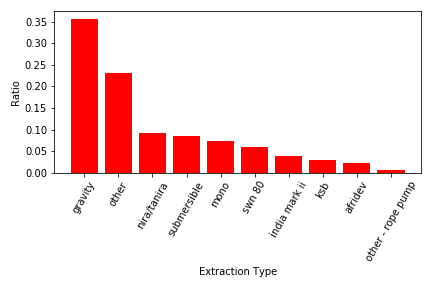 0.35
0.30
0.25
0.20
0.15
0.10
0.05
0.00
Ratio
gravity
other
nira/tanira
submersible
mono
swn 80
india mark ii
ksb
afridev
other - rope pump
Extraction Type